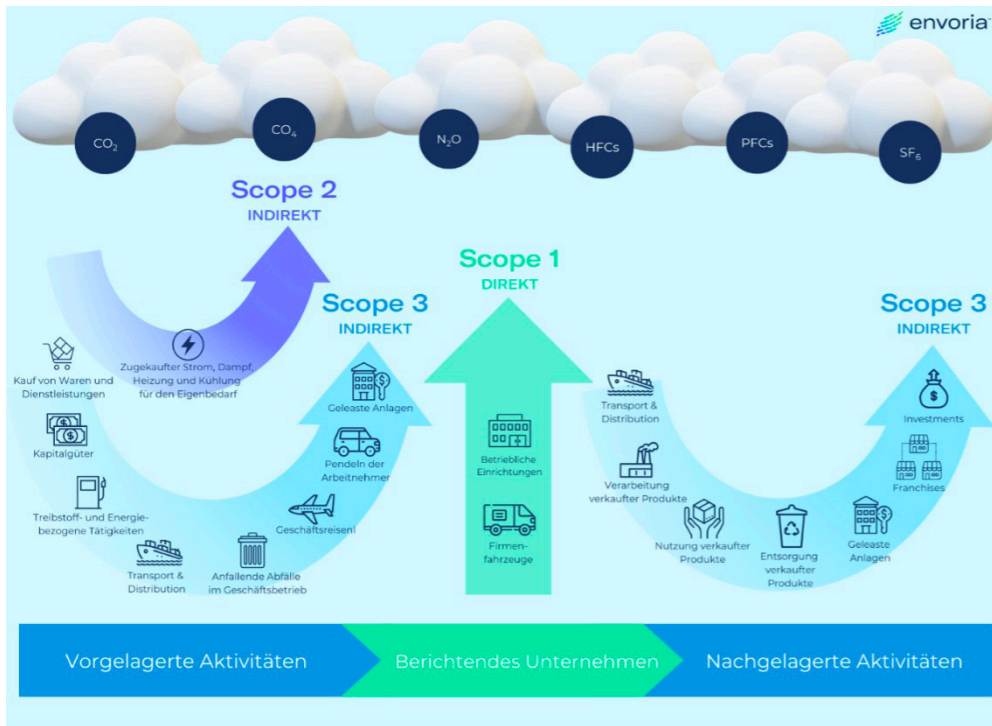 envoria
CO₂
CO₄
N₂O
HFCs
PFCs
SF₆
Scope 2
INDIREKT
Zugekaufter Strom, Dampf,
Heizung und Kühlung
für den Eigenbedarf
Scope 3
INDIREKT
Kauf von Waren und
Dienstleistungen
Kapitalgüter
Treibstoff- und Energie-
bezogene Tätigkeiten
Transport &
Distribution
Anfallende Abfälle
im Geschäftsbetrieb
Geschäftsreisenl
Pendeln der
Arbeitnehmer
Geleaste Anlagen
Scope 1
DIREKT
Betriebliche
Einrichtungen
Firmen-
fahrzeuge
Scope 3
INDIREKT
Transport &
Distribution
Verarbeitung
verkaufter Produkte
Nutzung verkaufter
Produkte
Entsorgung
verkaufter
Produkte
Geleaste
Anlagen
Franchises
Investments
Vorgelagerte Aktivitäten
Berichtendes Unternehmen
Nachgelagerte Aktivitäten